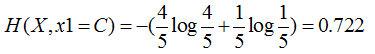 H(X, x1 = C) = -(4/5 log 4/5 + 1/5 log 1/5) = 0.722